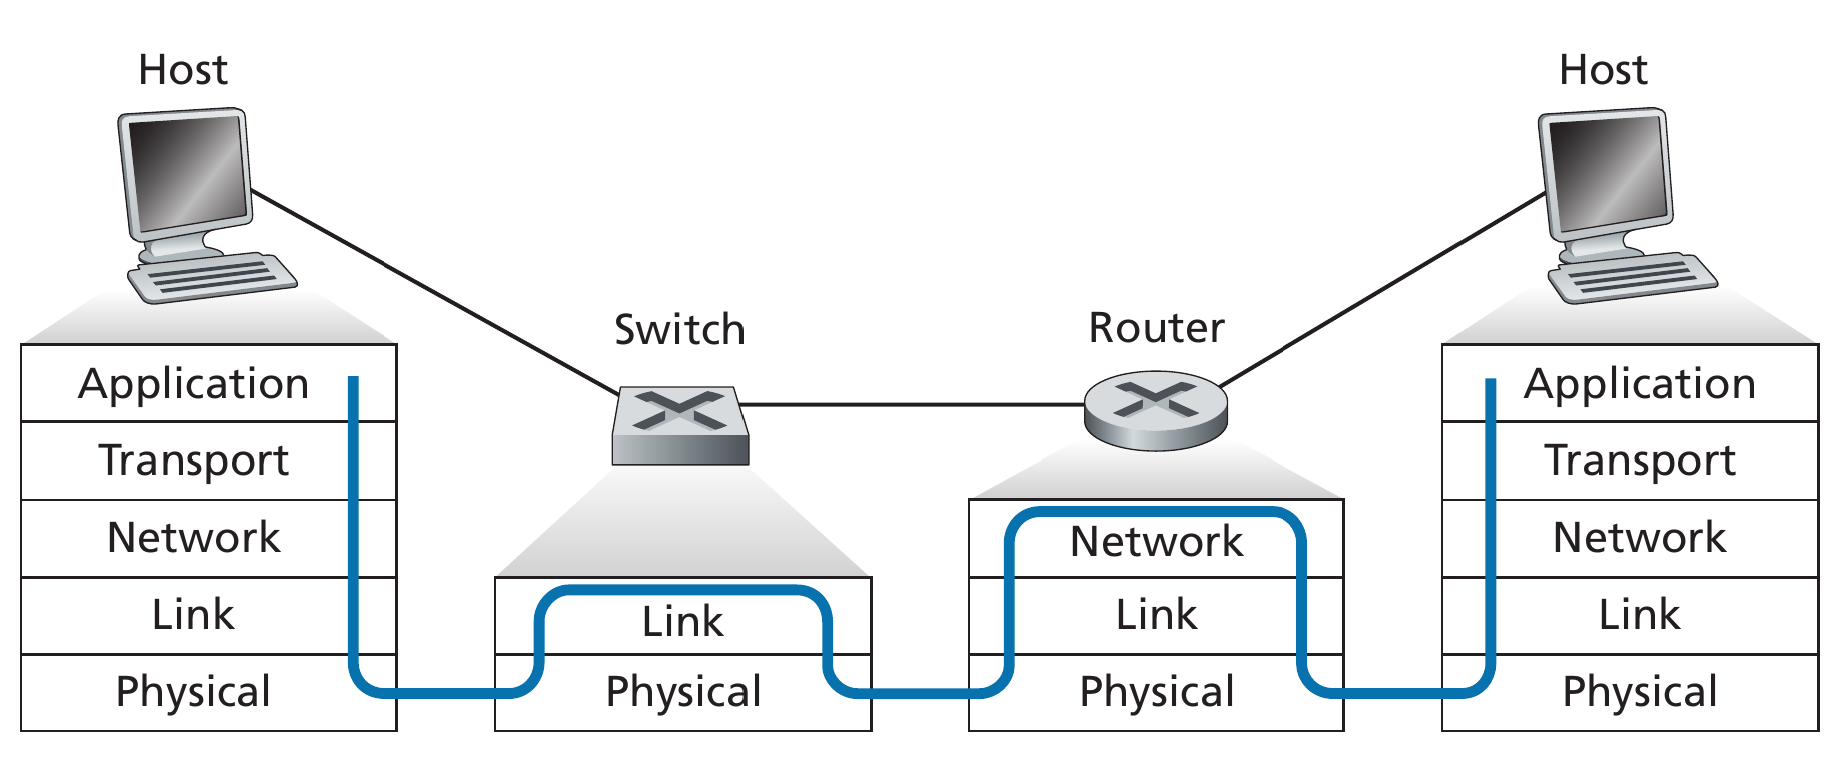 Host
Host
Switch
Router
Application
Transport
Network
Link
Physical
Link
Physical
Network
Link
Physical
Application
Transport
Network
Link
Physical